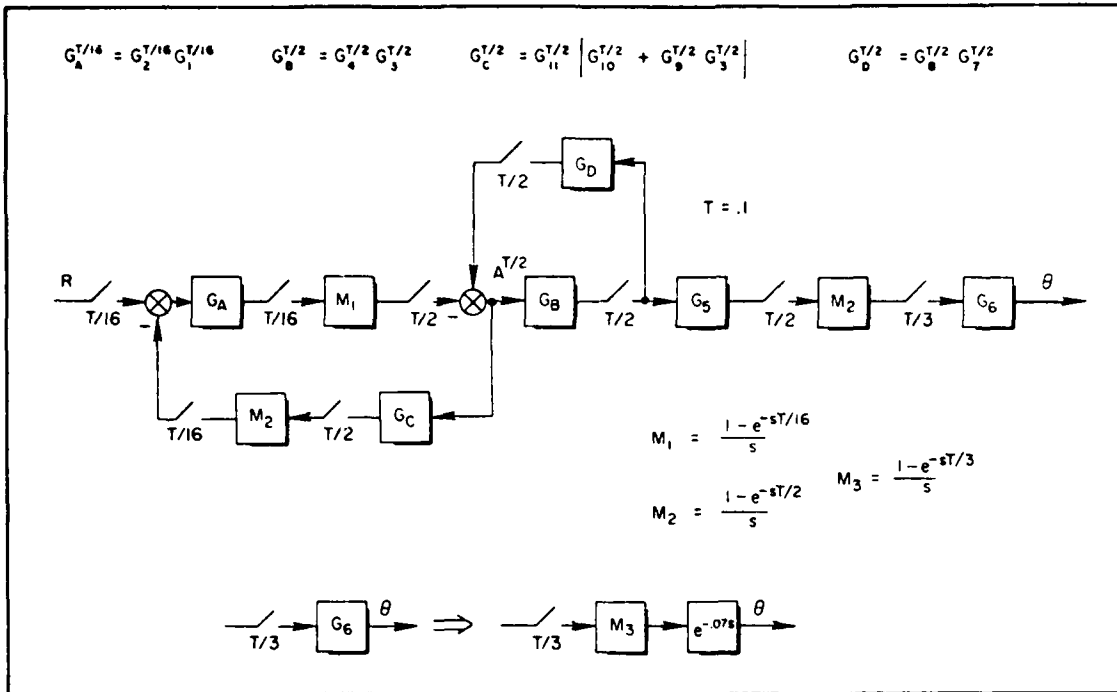 G_A^{T/16} = G_2^{T/16} G_1^{T/16} G_B^{T/2} = G_4^{T/2} G_3^{T/2} G_C^{T/2} = G_11^{T/2} | G_10^{T/2} + G_9^{T/2} G_3^{T/2} | G_D^{T/2} = G_8^{T/2} G_7^{T/2}
G_D
T/2
T = .1
R
A^{T/2}
θ
G_A M_1 G_B G_5 M_2 G_6
T/16 - T/16 T/2 - T/2 T/2 T/3
M_2 G_C
T/16 T/2
M_1 = 1 - e^{-sT/16} / s
M_3 = 1 - e^{-sT/3} / s
M_2 = 1 - e^{-sT/2} / s
T/3 G_6 θ ⇒ T/3 M_3 e^{-.07s} θ